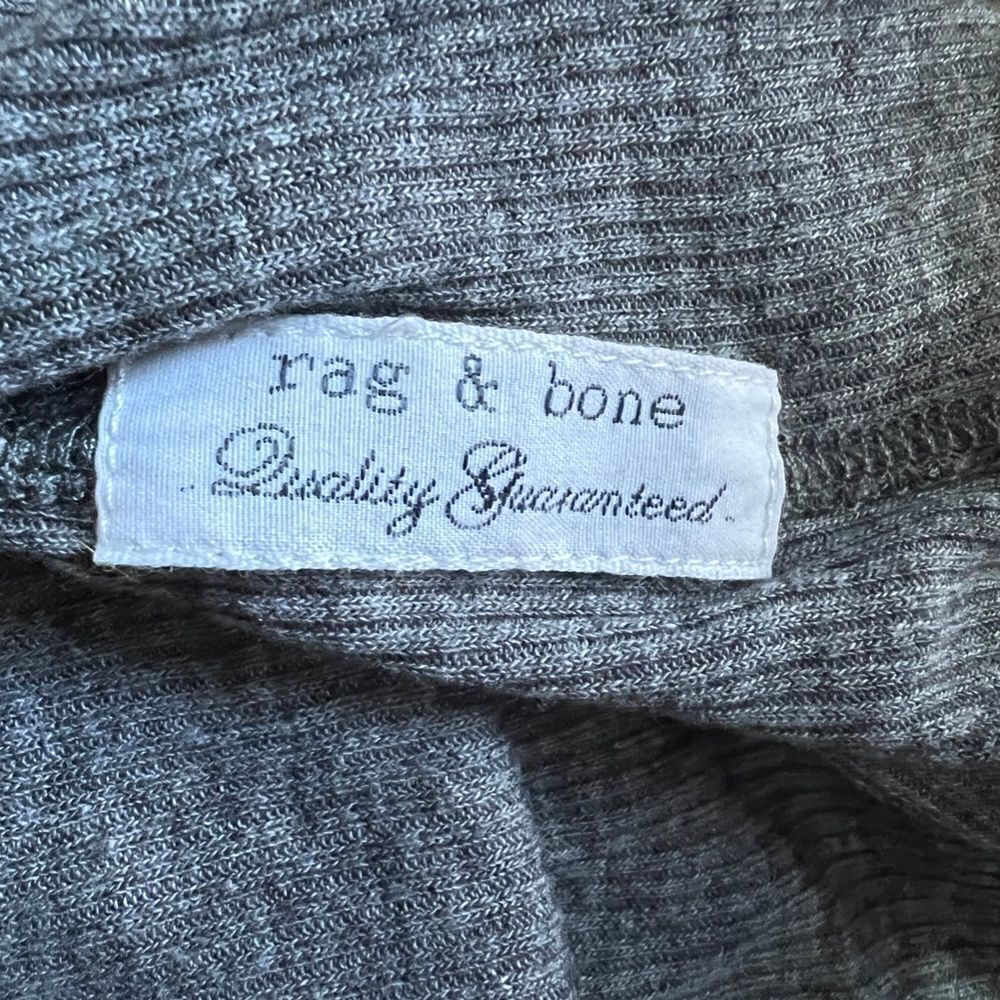 rag & bone
. Quality Guaranteed .